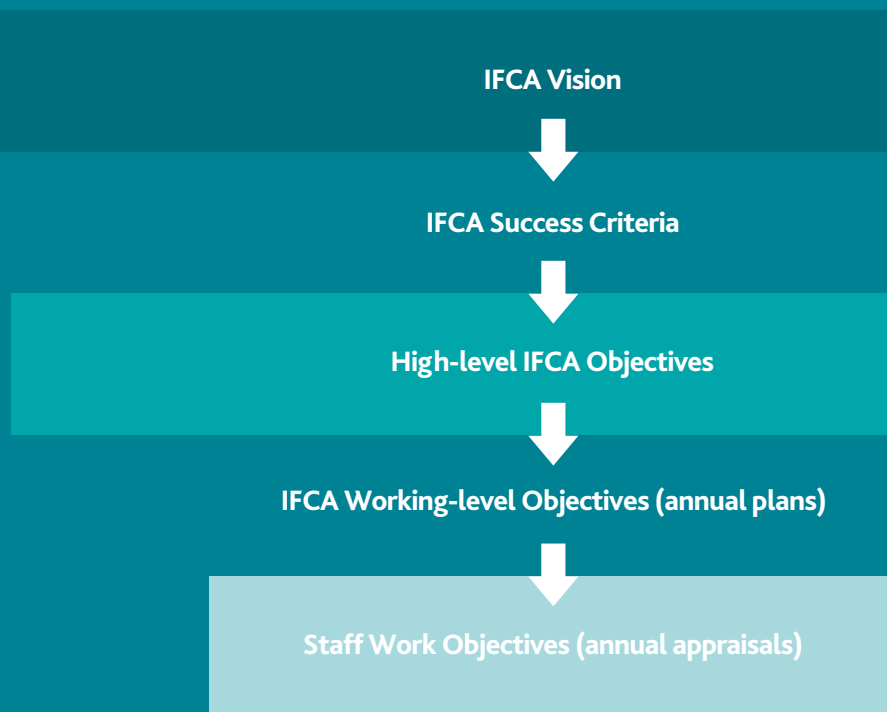 IFCA Vision
IFCA Success Criteria
High-level IFCA Objectives
IFCA Working-level Objectives (annual plans)
Staff Work Objectives (annual appraisals)